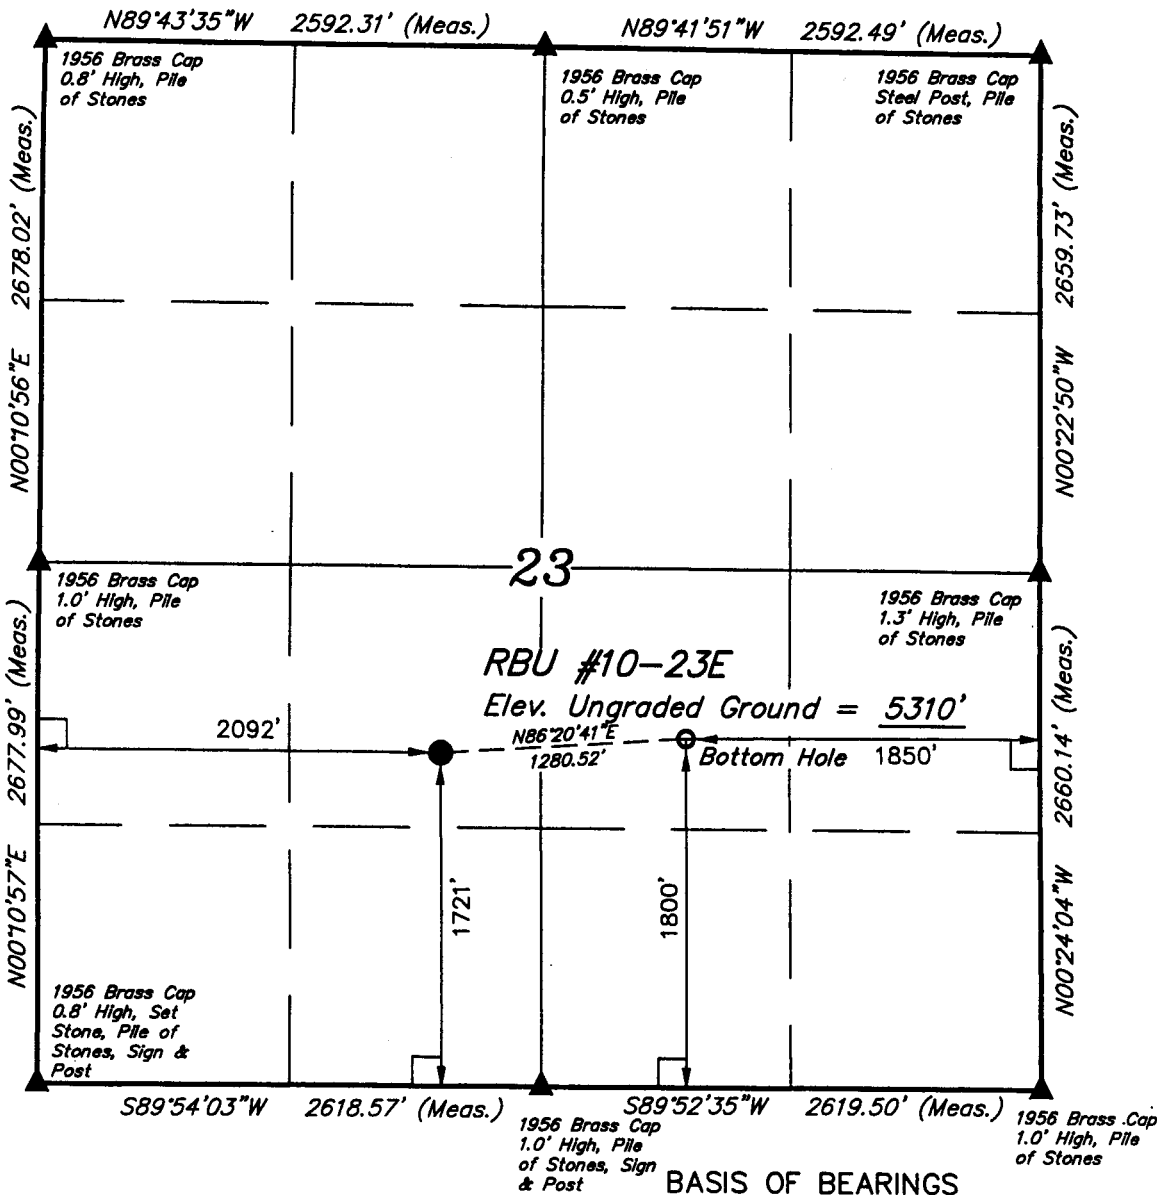 N89°43'35"W 2592.31' (Meas.)
N89°41'51"W 2592.49' (Meas.)
1956 Brass Cap
0.8' High, Pile
of Stones
1956 Brass Cap
0.5' High, Pile
of Stones
1956 Brass Cap
Steel Post, Pile
of Stones
N00°10'56"E 2678.02' (Meas.)
N00°22'50"W 2659.73' (Meas.)
23
1956 Brass Cap
1.0' High, Pile
of Stones
1956 Brass Cap
1.3' High, Pile
of Stones
RBU #10-23E
Elev. Ungraded Ground = 5310'
2092'
N86°20'41"E
1280.52'
Bottom Hole 1850'
N00°10'57"E 2677.99' (Meas.)
N00°24'04"W 2660.14' (Meas.)
1721'
1800'
1956 Brass Cap
0.8' High, Set
Stone, Pile of
Stones, Sign &
Post
S89°54'03"W 2618.57' (Meas.)
S89°52'35"W 2619.50' (Meas.)
1956 Brass Cap
1.0' High, Pile
of Stones, Sign
& Post
1956 Brass Cap
1.0' High, Pile
of Stones
BASIS OF BEARINGS